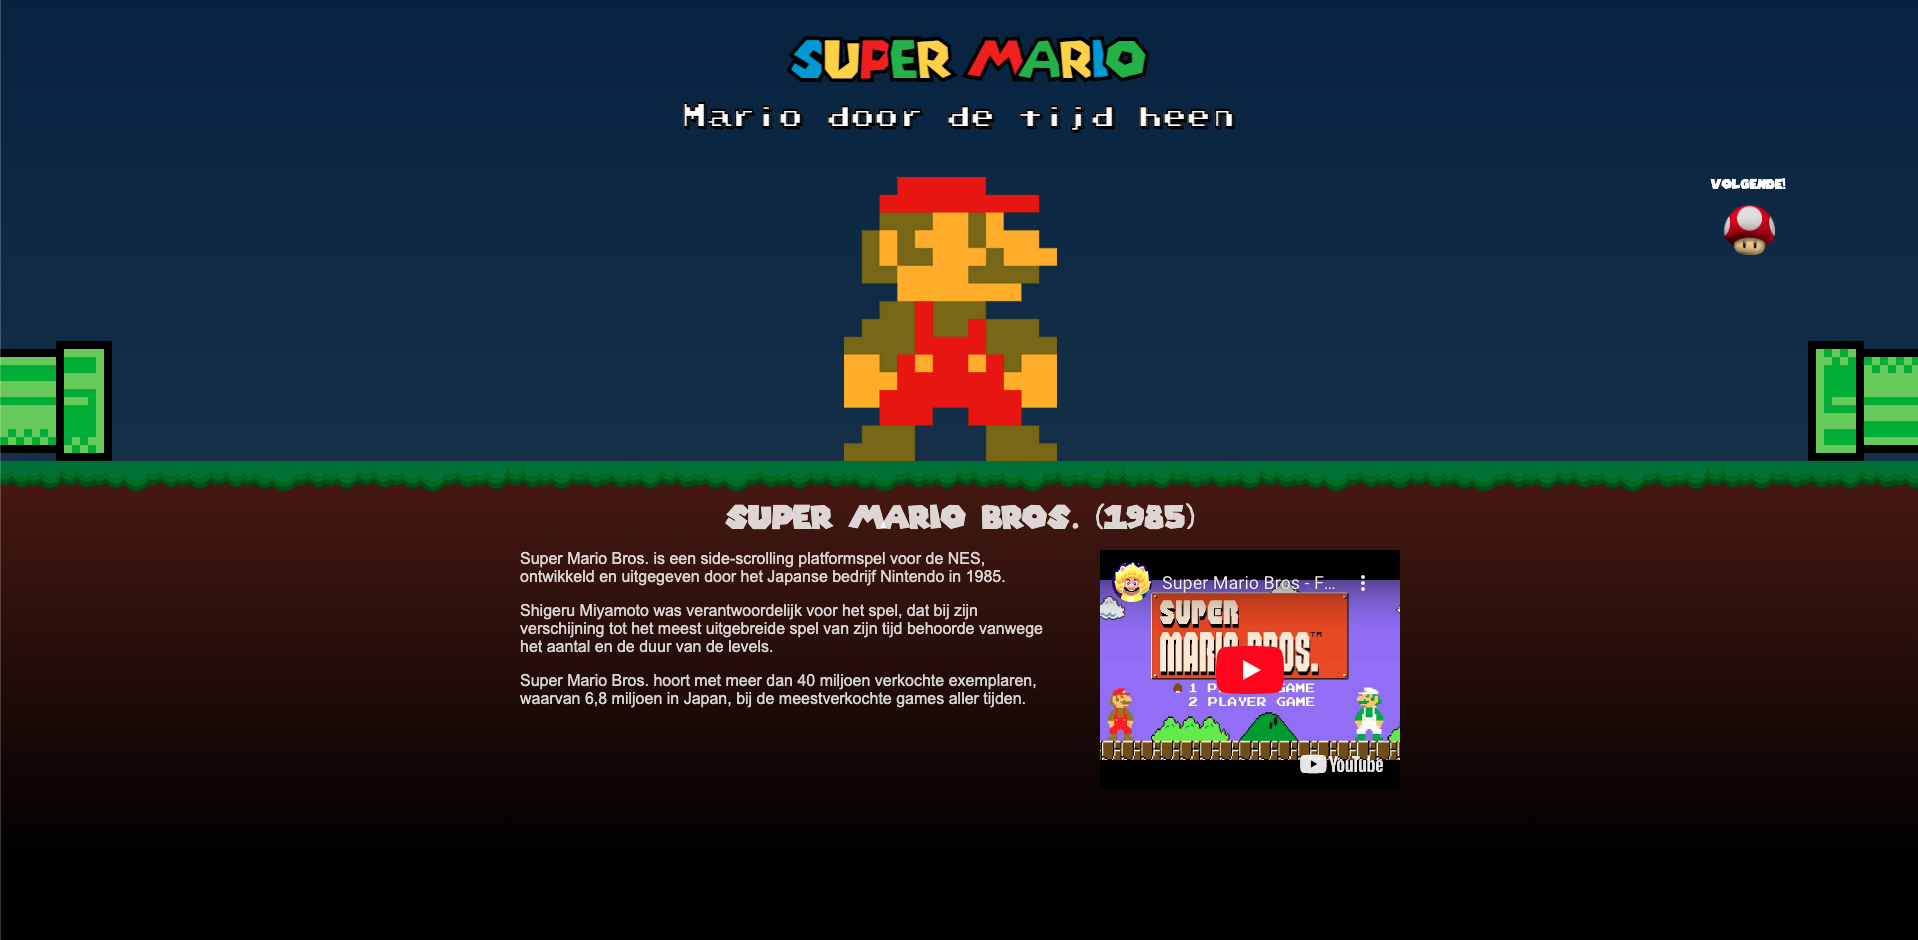 SUPER MARIO
Mario door de tijd heen
VOLGENDE!
SUPER MARIO BROS. (1985)
Super Mario Bros. is een side-scrolling platformspel voor de NES,
ontwikkeld en uitgegeven door het Japanse bedrijf Nintendo in 1985.
Shigeru Miyamoto was verantwoordelijk voor het spel, dat bij zijn
verschijning tot het meest uitgebreide spel van zijn tijd behoorde vanwege
het aantal en de duur van de levels.
Super Mario Bros. hoort met meer dan 40 miljoen verkochte exemplaren,
waarvan 6,8 miljoen in Japan, bij de meestverkochte games aller tijden.
Super Mario Bros - F...
SUPER
MARIO BROS.™
1 PLAYER GAME
2 PLAYER GAME
YouTube